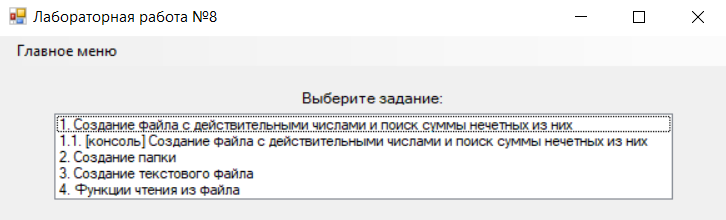 Лабораторная работа №8
Главное меню
Выберите задание:
1. Создание файла с действительными числами и поиск суммы нечетных из них
1.1. [консоль] Создание файла с действительными числами и поиск суммы нечетных из них
2. Создание папки
3. Создание текстового файла
4. Функции чтения из файла